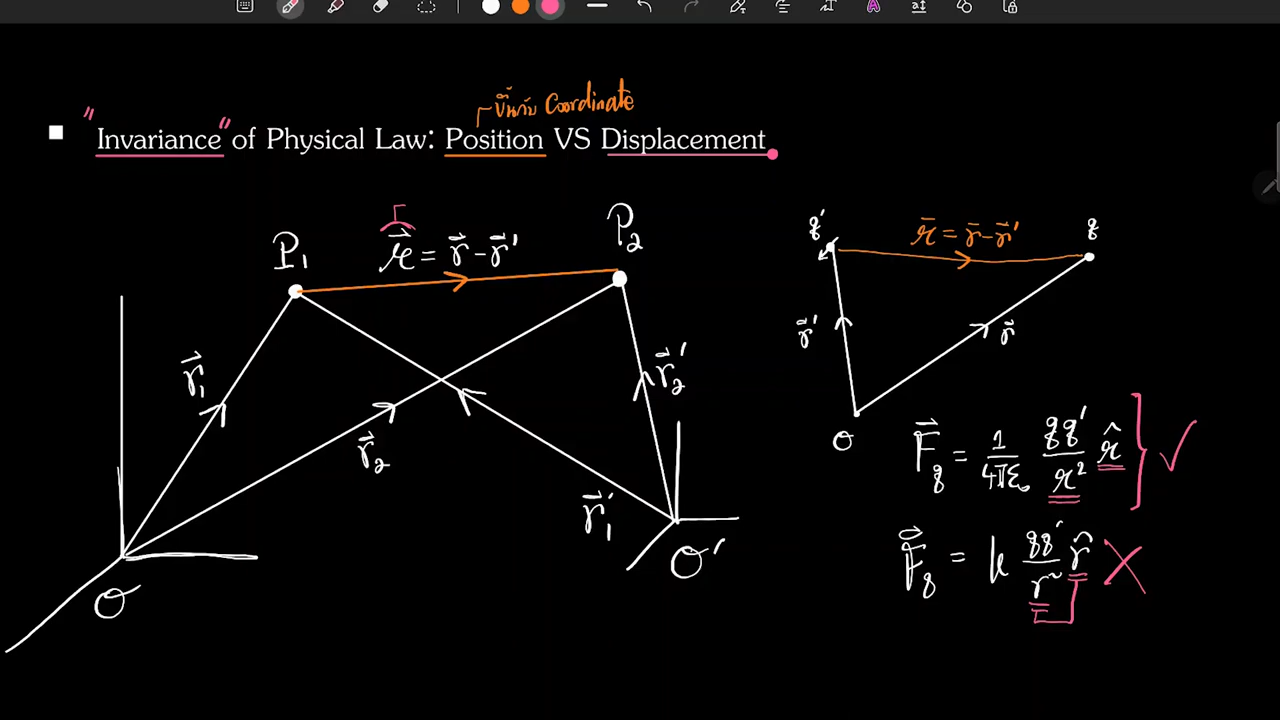 ขึ้นกับ Coordinate
"Invariance" of Physical Law: Position VS Displacement
P₁
𝓇⃗ = r⃗ - r⃗'
P₂
r⃗₁
r⃗₂
r⃗₂'
r⃗₁'
O
O'
q'
𝓇̄ = r̄ - r̄'
q
r̄'
r̄
O
F⃗q = 1/4πε₀ qq'/𝓇² 𝓇̂ } ✓
F⃗q = k qq'/r² r̂ ✗